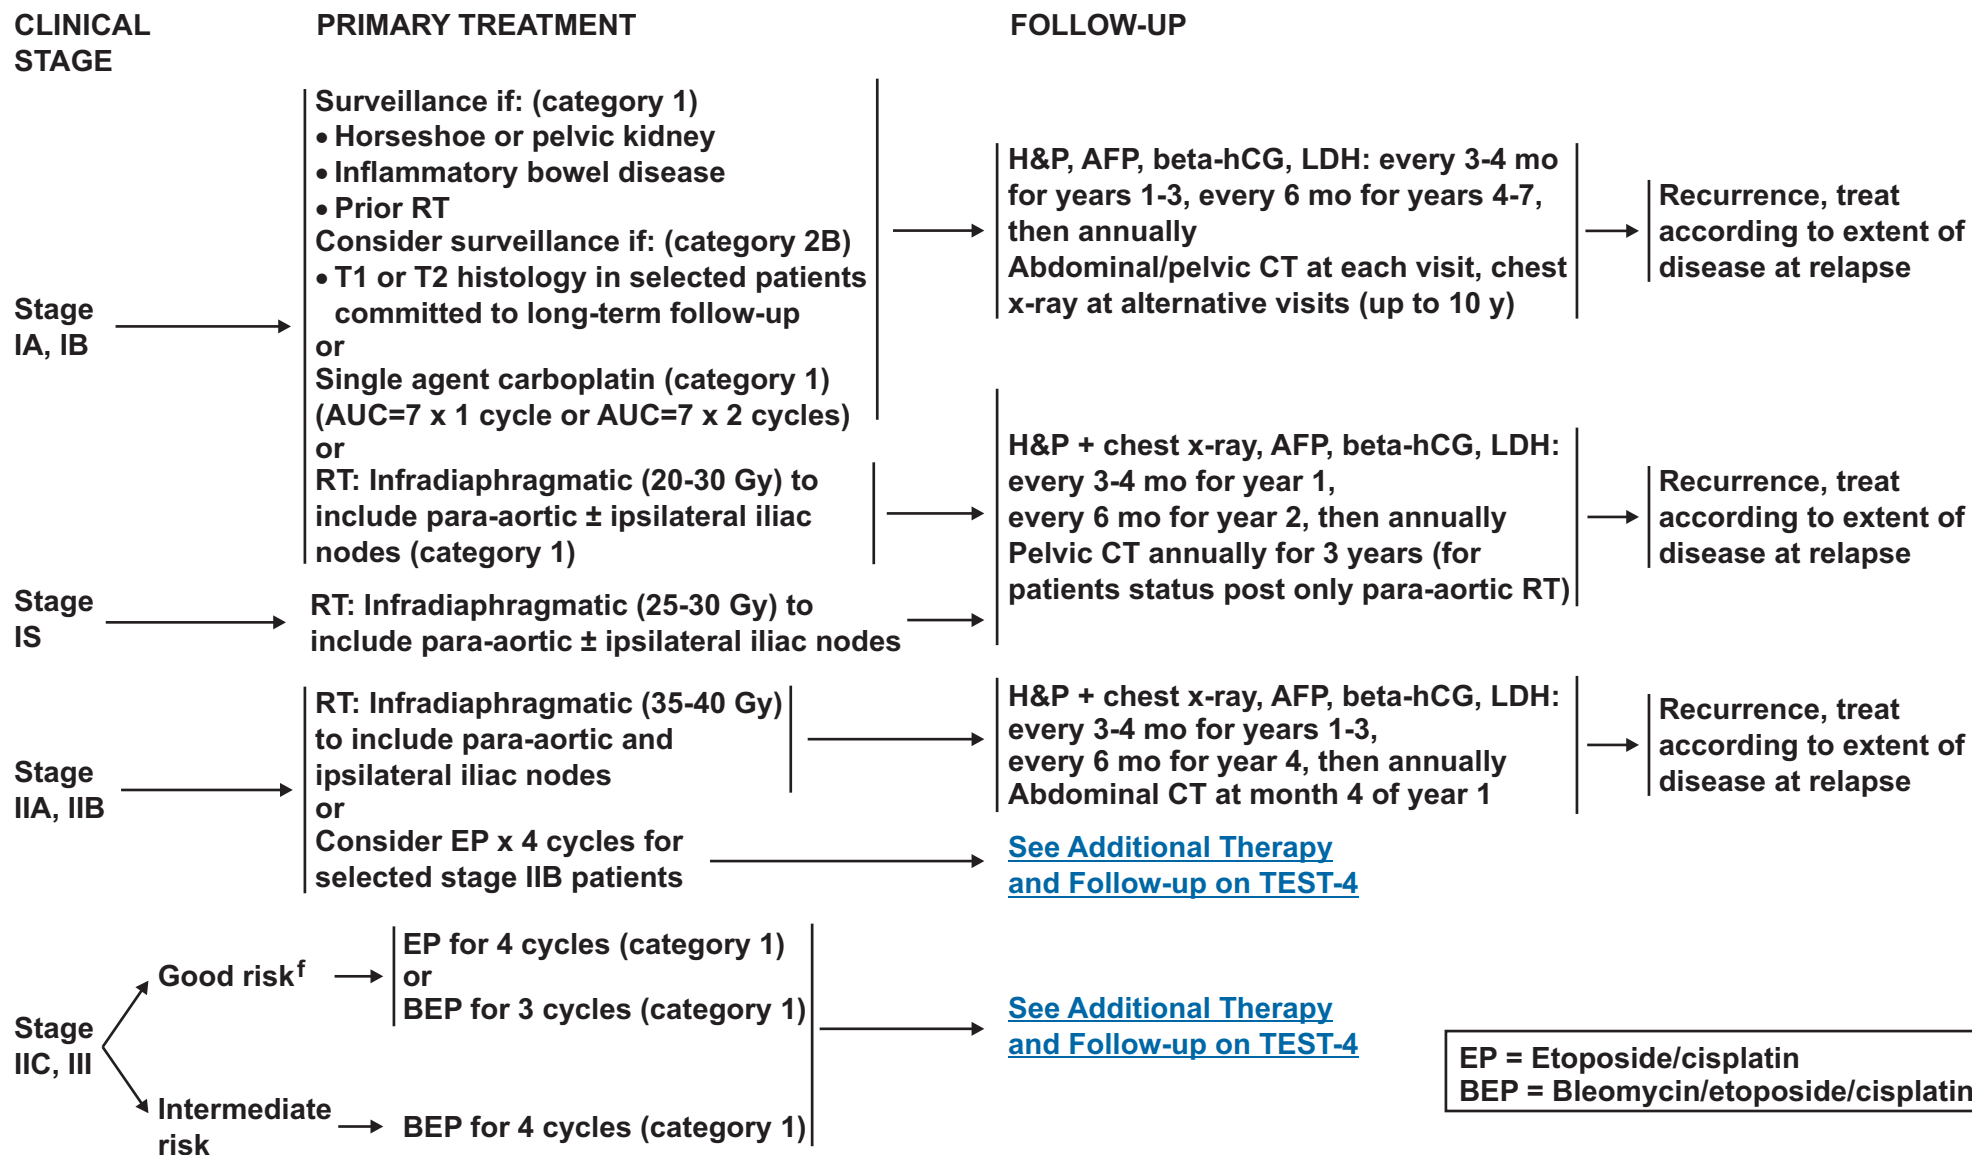 CLINICAL
STAGE
PRIMARY TREATMENT
FOLLOW-UP
Stage
IA, IB
Surveillance if: (category 1)
• Horseshoe or pelvic kidney
• Inflammatory bowel disease
• Prior RT
Consider surveillance if: (category 2B)
• T1 or T2 histology in selected patients
committed to long-term follow-up
or
Single agent carboplatin (category 1)
(AUC=7 x 1 cycle or AUC=7 x 2 cycles)
or
RT: Infradiaphragmatic (20-30 Gy) to
include para-aortic ± ipsilateral iliac
nodes (category 1)
H&P, AFP, beta-hCG, LDH: every 3-4 mo
for years 1-3, every 6 mo for years 4-7,
then annually
Abdominal/pelvic CT at each visit, chest
x-ray at alternative visits (up to 10 y)
Recurrence, treat
according to extent of
disease at relapse
Stage
IS
RT: Infradiaphragmatic (25-30 Gy) to
include para-aortic ± ipsilateral iliac nodes
H&P + chest x-ray, AFP, beta-hCG, LDH:
every 3-4 mo for year 1,
every 6 mo for year 2, then annually
Pelvic CT annually for 3 years (for
patients status post only para-aortic RT)
Recurrence, treat
according to extent of
disease at relapse
Stage
IIA, IIB
RT: Infradiaphragmatic (35-40 Gy)
to include para-aortic and
ipsilateral iliac nodes
or
Consider EP x 4 cycles for
selected stage IIB patients
H&P + chest x-ray, AFP, beta-hCG, LDH:
every 3-4 mo for years 1-3,
every 6 mo for year 4, then annually
Abdominal CT at month 4 of year 1
Recurrence, treat
according to extent of
disease at relapse
See Additional Therapy
and Follow-up on TEST-4
Stage
IIC, III
Good risk f
EP for 4 cycles (category 1)
or
BEP for 3 cycles (category 1)
Intermediate
risk
BEP for 4 cycles (category 1)
See Additional Therapy
and Follow-up on TEST-4
EP = Etoposide/cisplatin
BEP = Bleomycin/etoposide/cisplatin